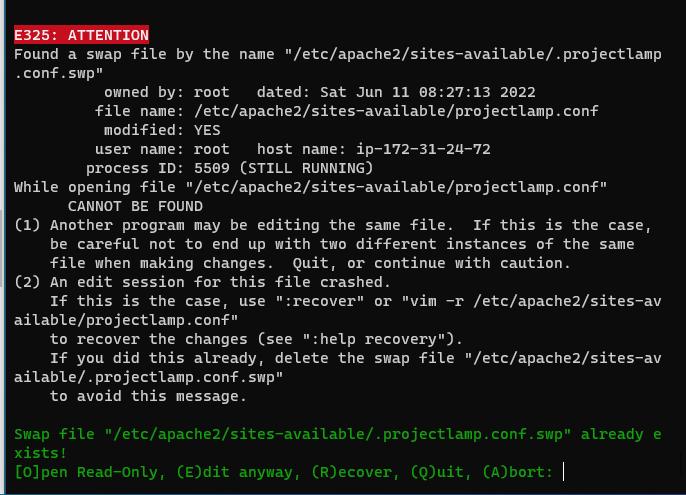 E325: ATTENTION
Found a swap file by the name "/etc/apache2/sites-available/.projectlamp
.conf.swp"
          owned by: root   dated: Sat Jun 11 08:27:13 2022
         file name: /etc/apache2/sites-available/projectlamp.conf
          modified: YES
         user name: root   host name: ip-172-31-24-72
        process ID: 5509 (STILL RUNNING)
While opening file "/etc/apache2/sites-available/projectlamp.conf"
      CANNOT BE FOUND
(1) Another program may be editing the same file.  If this is the case,
    be careful not to end up with two different instances of the same
    file when making changes.  Quit, or continue with caution.
(2) An edit session for this file crashed.
    If this is the case, use ":recover" or "vim -r /etc/apache2/sites-av
ailable/projectlamp.conf"
    to recover the changes (see ":help recovery").
    If you did this already, delete the swap file "/etc/apache2/sites-av
ailable/.projectlamp.conf.swp"
    to avoid this message.

Swap file "/etc/apache2/sites-available/.projectlamp.conf.swp" already e
xists!
[O]pen Read-Only, (E)dit anyway, (R)ecover, (Q)uit, (A)bort: